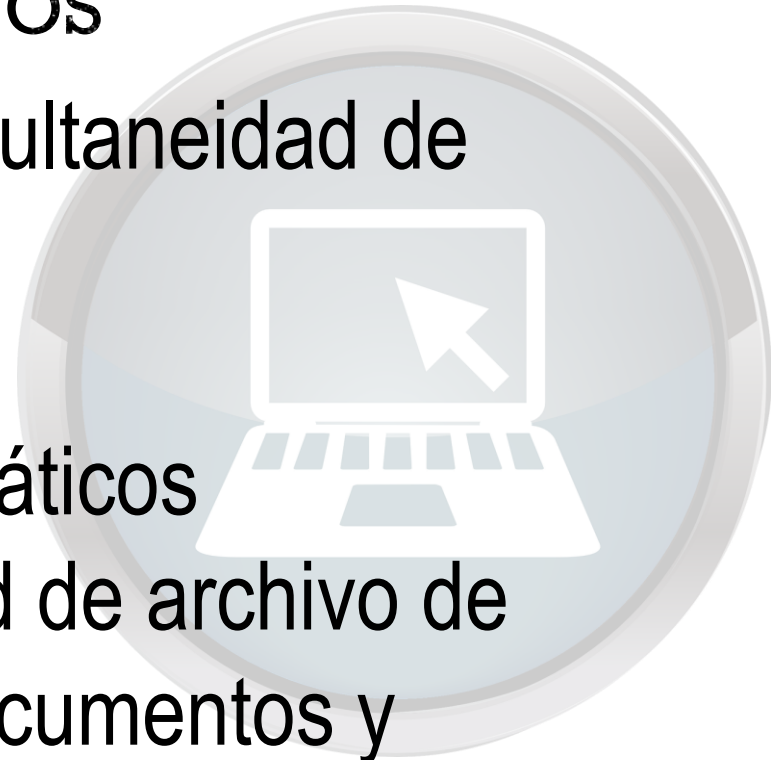 os
ultaneidad de
áticos
d de archivo de
cumentos y